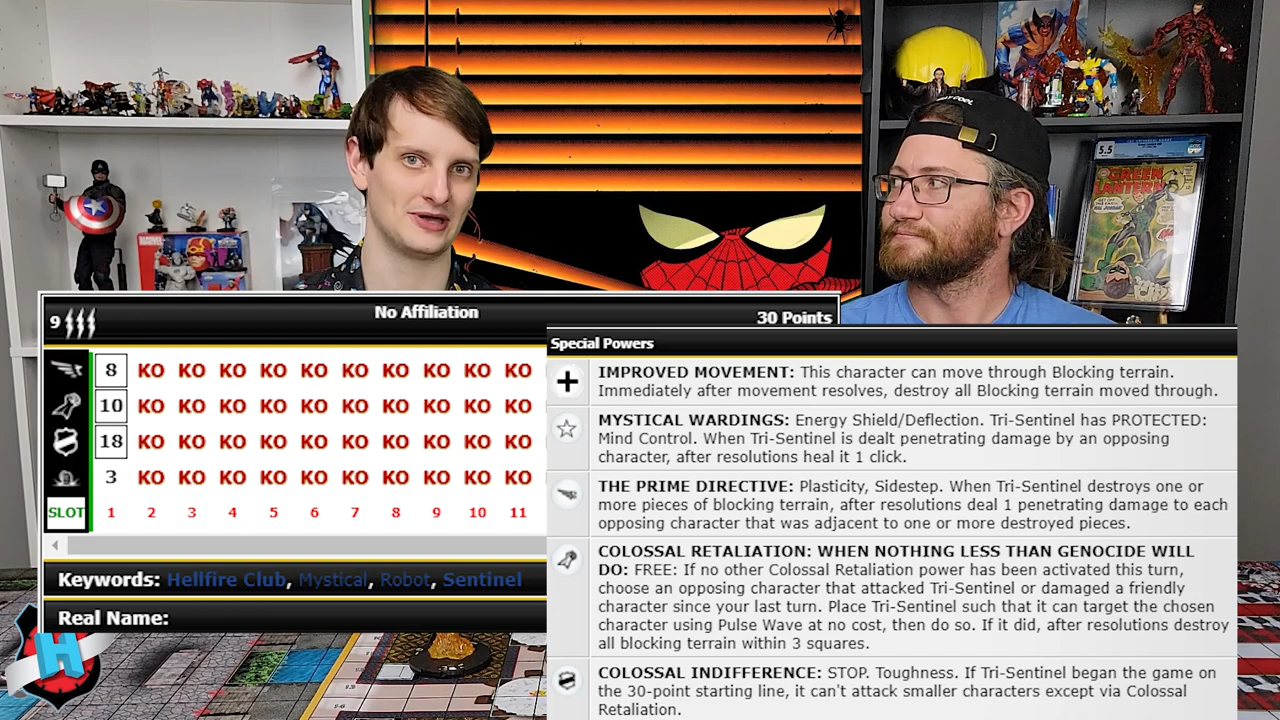 5.5
GREEN
LANTERN
9
No Affiliation
30 Points
8 KO KO KO KO KO KO KO KO KO KO
10 KO KO KO KO KO KO KO KO KO KO
18 KO KO KO KO KO KO KO KO KO KO
3 KO KO KO KO KO KO KO KO KO KO
SLOT 1 2 3 4 5 6 7 8 9 10 11
Keywords: Hellfire Club, Mystical, Robot, Sentinel
Real Name:
Special Powers
IMPROVED MOVEMENT: This character can move through Blocking terrain.
Immediately after movement resolves, destroy all Blocking terrain moved through.
MYSTICAL WARDINGS: Energy Shield/Deflection. Tri-Sentinel has PROTECTED:
Mind Control. When Tri-Sentinel is dealt penetrating damage by an opposing
character, after resolutions heal it 1 click.
THE PRIME DIRECTIVE: Plasticity, Sidestep. When Tri-Sentinel destroys one or
more pieces of blocking terrain, after resolutions deal 1 penetrating damage to each
opposing character that was adjacent to one or more destroyed pieces.
COLOSSAL RETALIATION: WHEN NOTHING LESS THAN GENOCIDE WILL
DO: FREE: If no other Colossal Retaliation power has been activated this turn,
choose an opposing character that attacked Tri-Sentinel or damaged a friendly
character since your last turn. Place Tri-Sentinel such that it can target the chosen
character using Pulse Wave at no cost, then do so. If it did, after resolutions destroy
all blocking terrain within 3 squares.
COLOSSAL INDIFFERENCE: STOP. Toughness. If Tri-Sentinel began the game on
the 30-point starting line, it can't attack smaller characters except via Colossal
Retaliation.
H